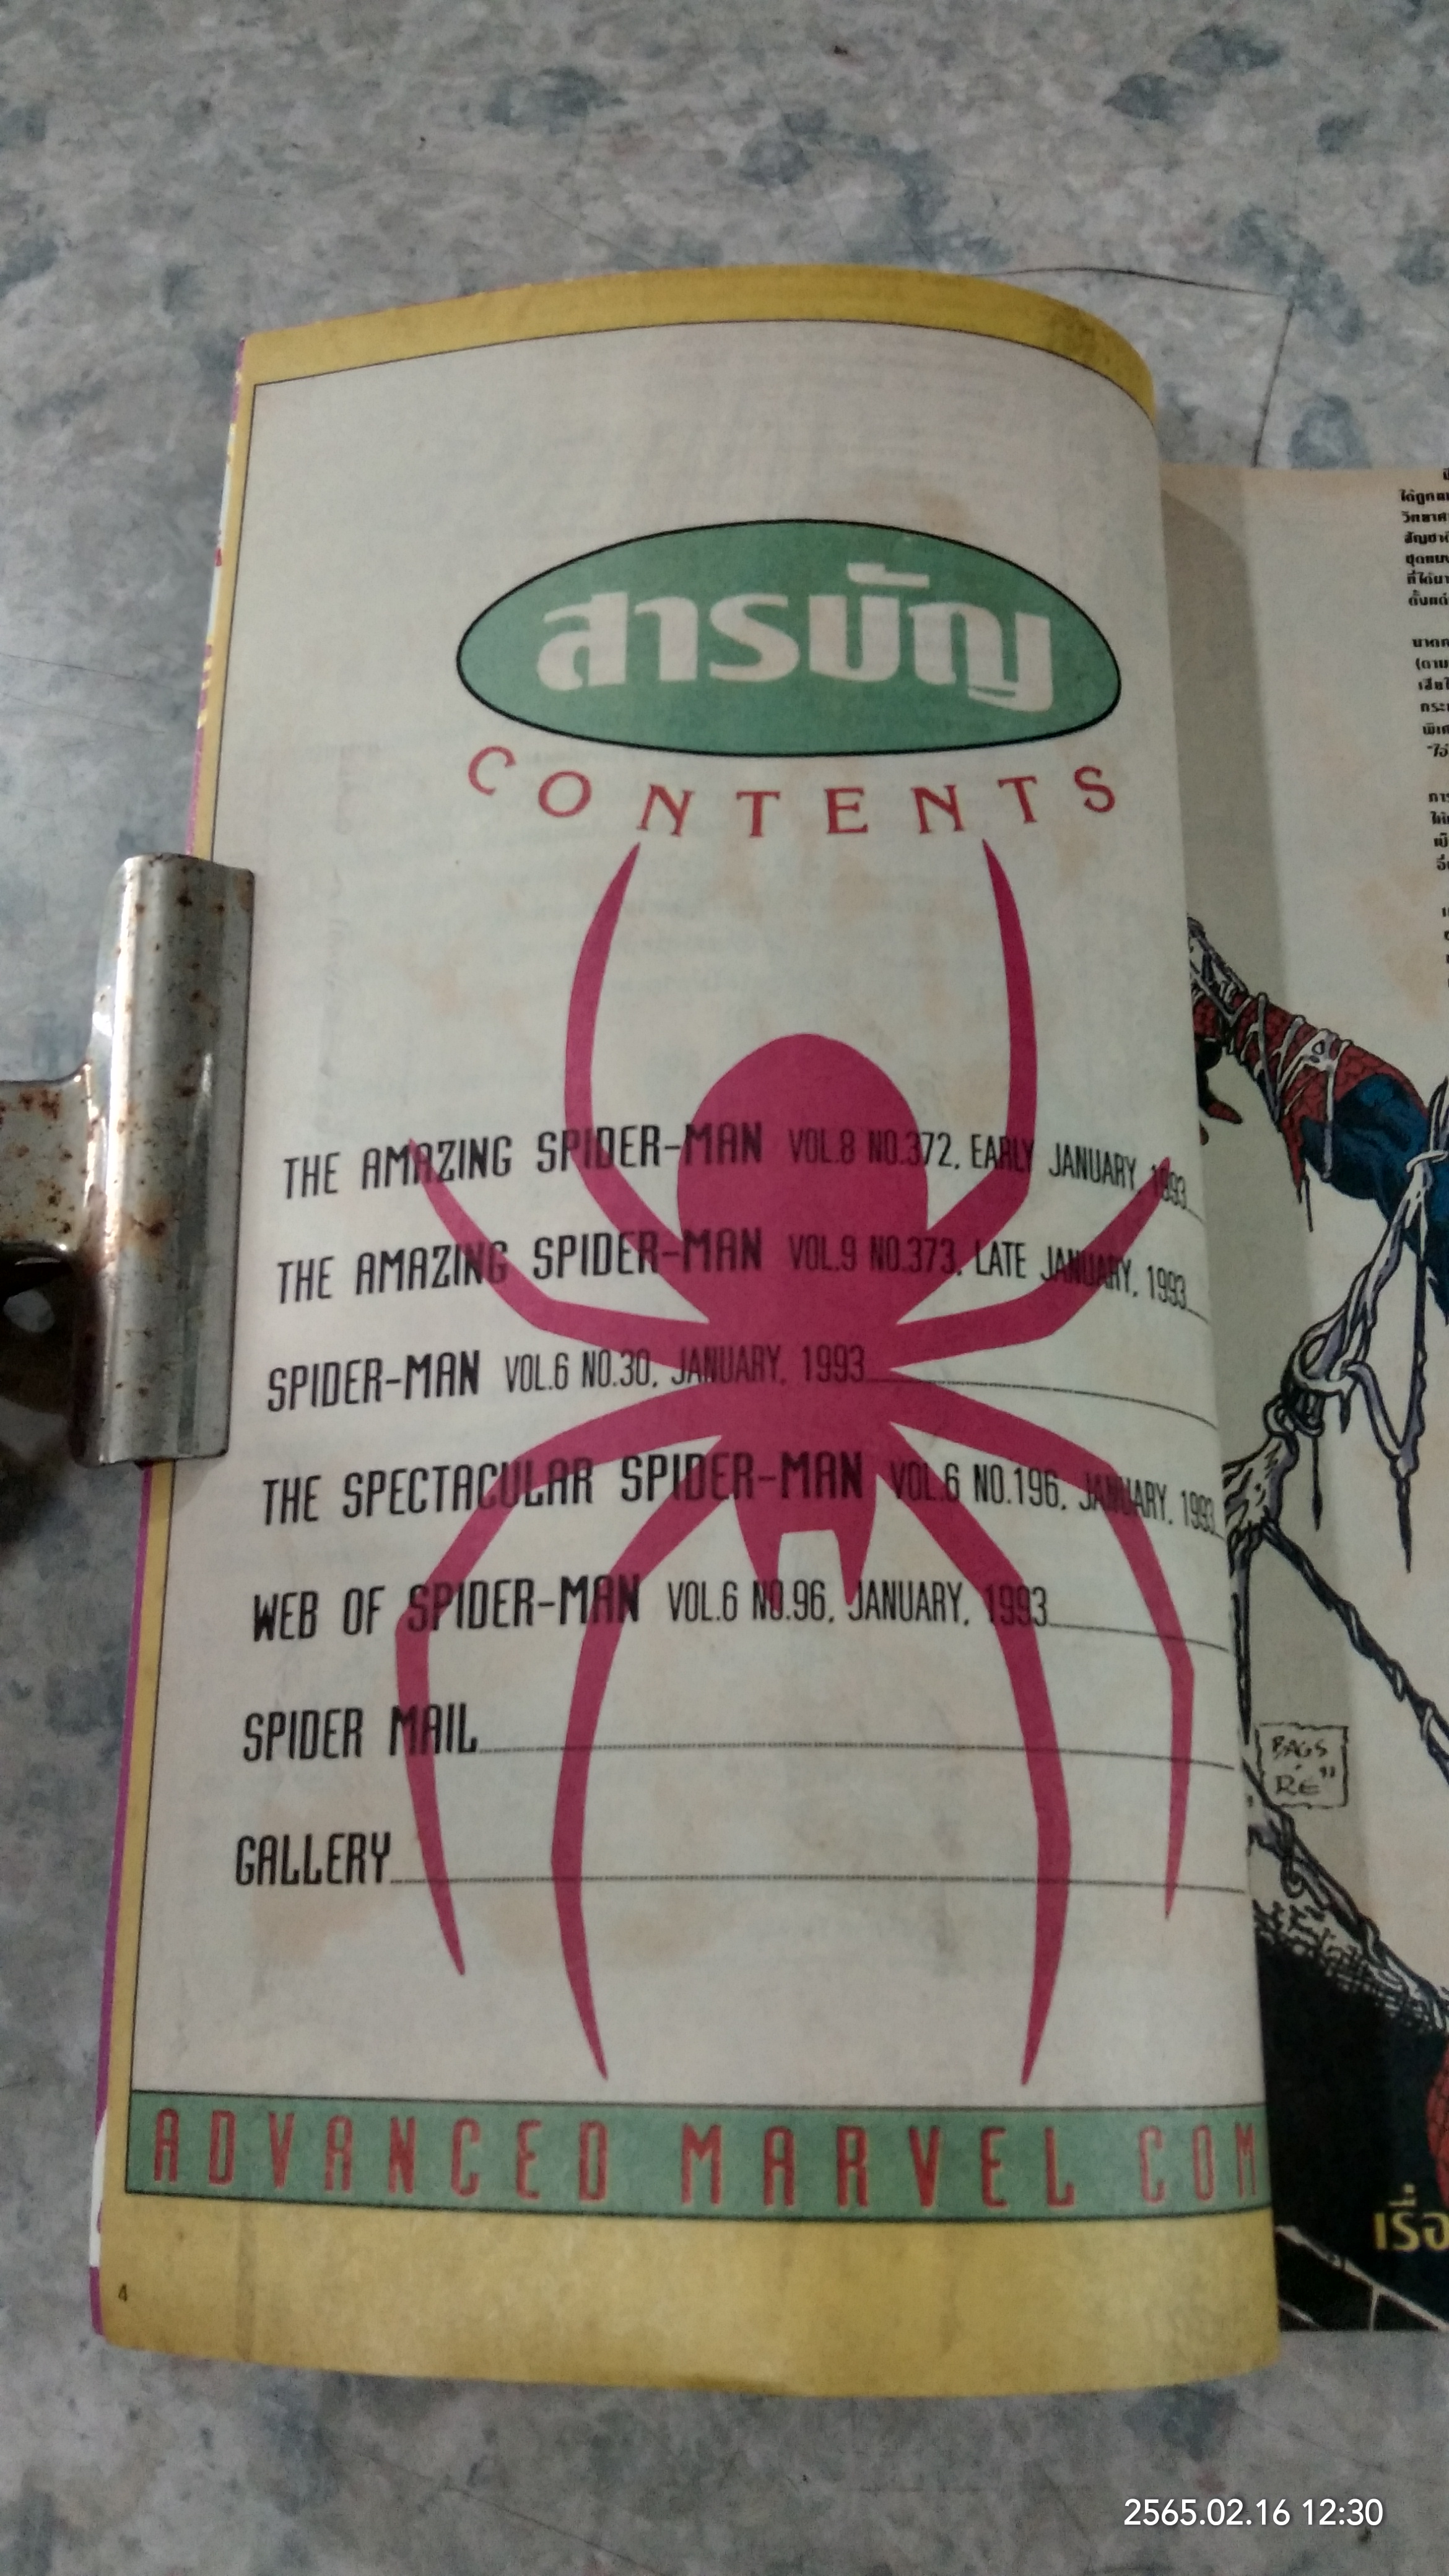 สารบัญ
CONTENTS
THE AMAZING SPIDER-MAN VOL.8 NO.372, EARLY JANUARY, 1993
THE AMAZING SPIDER-MAN VOL.9 NO.373, LATE JANUARY, 1993
SPIDER-MAN VOL.6 NO.30, JANUARY, 1993
THE SPECTACULAR SPIDER-MAN VOL.6 NO.196, JANUARY, 1993
WEB OF SPIDER-MAN VOL.6 NO.96, JANUARY, 1993
SPIDER MAIL
GALLERY
ADVANCED MARVEL COM
4
BAGS
RE"
2565.02.16 12:30